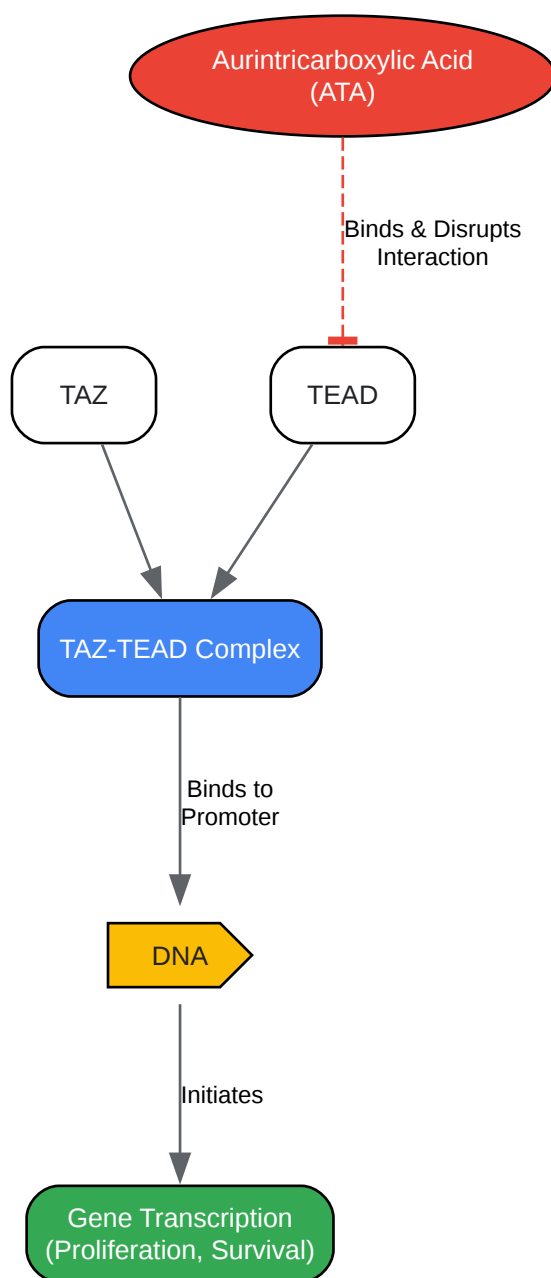 Aurintricarboxylic Acid
(ATA)
Binds & Disrupts
Interaction
TAZ
TEAD
TAZ-TEAD Complex
Binds to
Promoter
DNA
Initiates
Gene Transcription
(Proliferation, Survival)